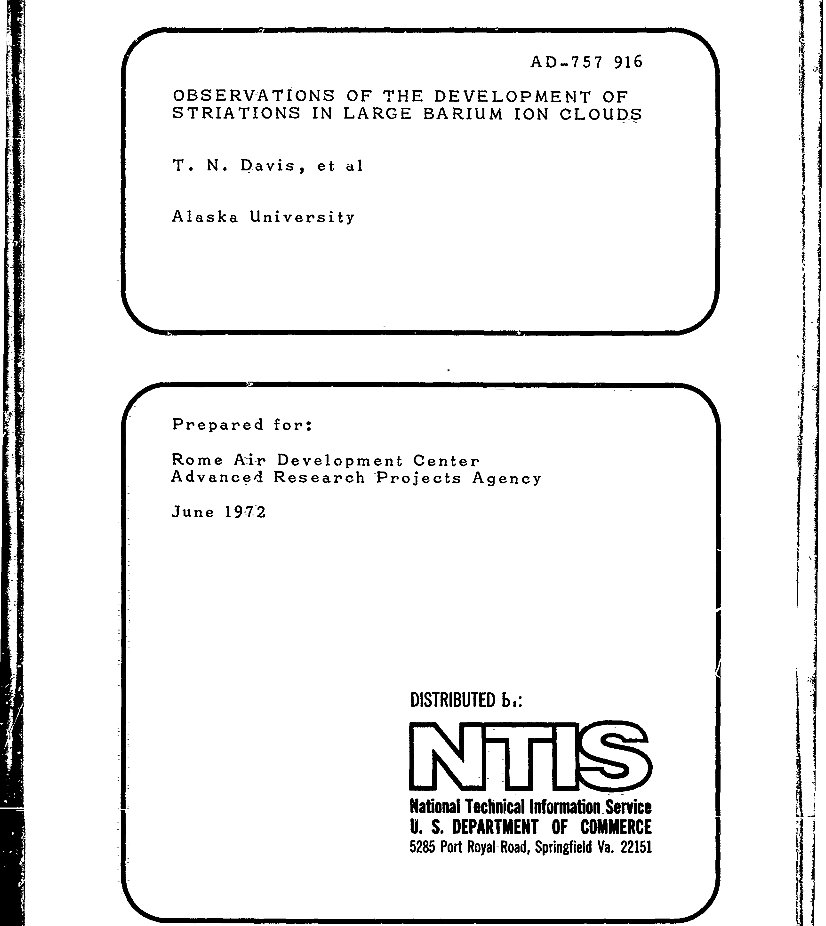 AD-757 916
OBSERVATIONS OF THE DEVELOPMENT OF
STRIATIONS IN LARGE BARIUM ION CLOUDS
T. N. Davis, et al
Alaska University
Prepared for:
Rome Air Development Center
Advanced Research Projects Agency
June 1972
DISTRIBUTED
NTIS
National Technical Information Service
U. S. DEPARTMENT OF COMMERCE
5285 Port Royal Road, Springfield Va. 22151